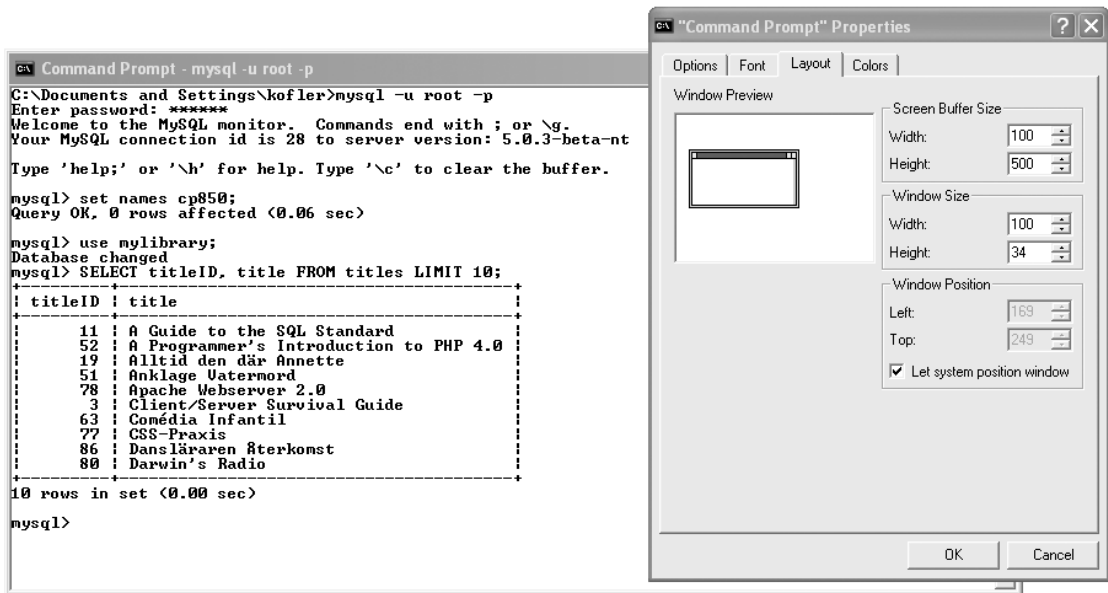 Command Prompt - mysql -u root -p
C:\Documents and Settings\kofler>mysql -u root -p
Enter password: ******
Welcome to the MySQL monitor.  Commands end with ; or \g.
Your MySQL connection id is 28 to server version: 5.0.3-beta-nt
Type 'help;' or '\h' for help. Type '\c' to clear the buffer.
mysql> set names cp850;
Query OK, 0 rows affected (0.06 sec)
mysql> use mylibrary;
Database changed
mysql> SELECT titleID, title FROM titles LIMIT 10;
+---------+------------------------------------+
| titleID | title                              |
+---------+------------------------------------+
|      11 | A Guide to the SQL Standard        |
|      52 | A Programmer's Introduction to PHP 4.0 |
|      19 | Alltid den där Annette             |
|      51 | Anklage Vatermord                  |
|      78 | Apache Webserver 2.0               |
|       3 | Client/Server Survival Guide       |
|      63 | Comédia Infantil                   |
|      77 | CSS-Praxis                         |
|      86 | Dansläraren Återkomst              |
|      80 | Darwin's Radio                     |
+---------+------------------------------------+
10 rows in set (0.00 sec)
mysql>
"Command Prompt" Properties
Options Font Layout Colors
Window Preview
Screen Buffer Size
Width: 100
Height: 500
Window Size
Width: 100
Height: 34
Window Position
Left: 169
Top: 249
Let system position window
OK Cancel